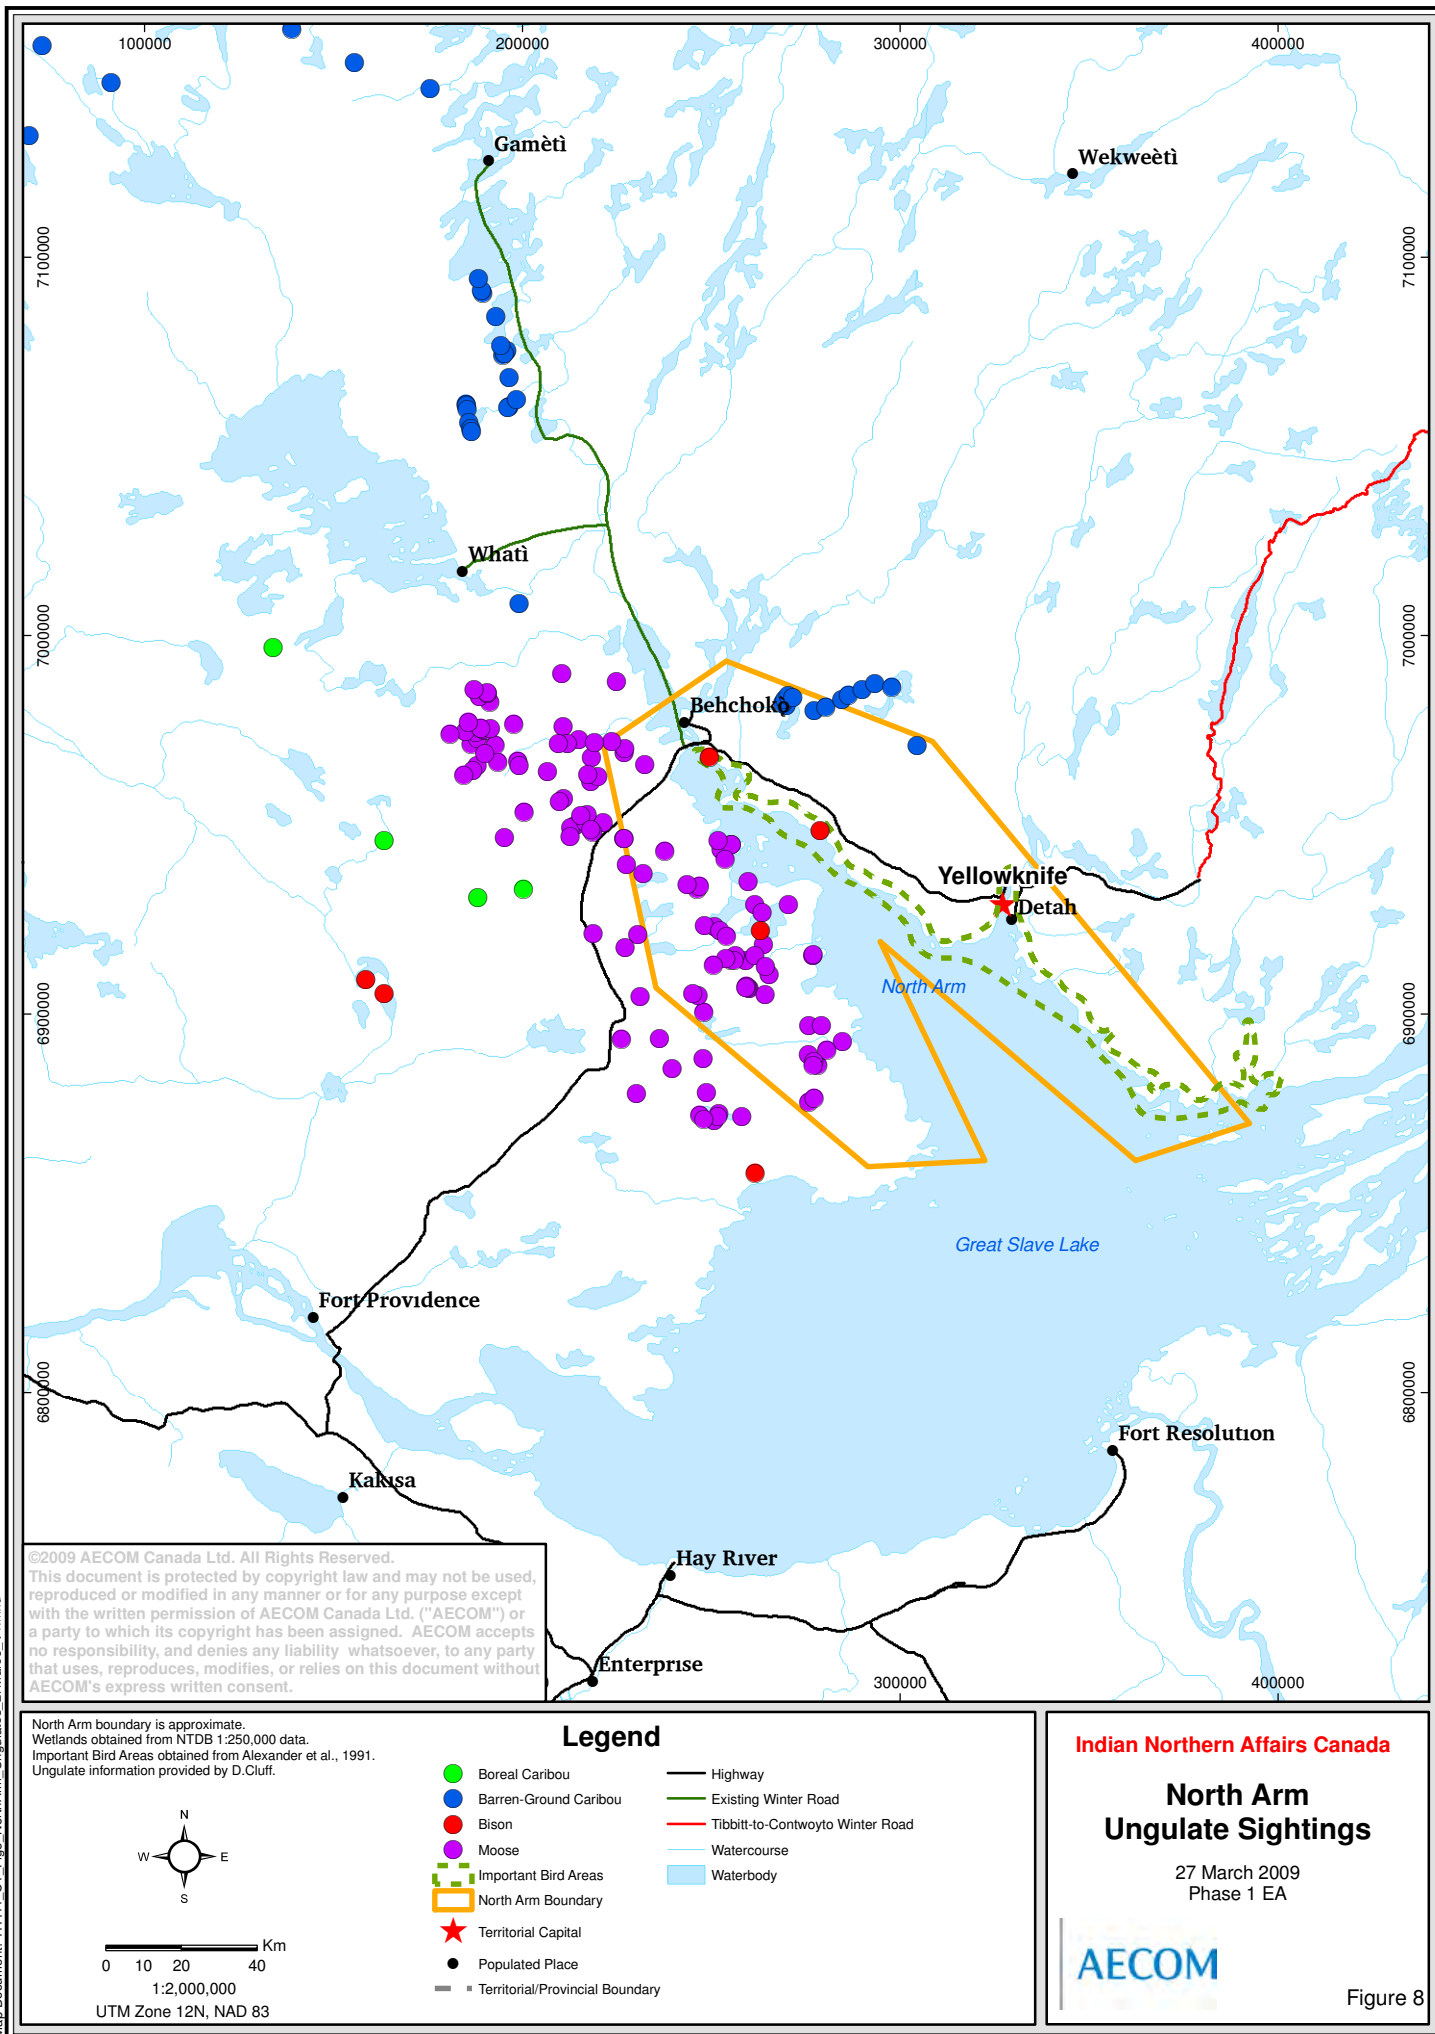 100000
200000
300000
400000
Gamètì
Wekweètì
7100000
7100000
Whatì
7000000
7000000
Behchokǫ̀
Yellowknife
Detah
North Arm
6900000
6900000
Great Slave Lake
Fort Providence
6800000
6800000
Fort Resolution
Kakisa
Hay River
Enterprise
©2009 AECOM Canada Ltd. All Rights Reserved.
This document is protected by copyright law and may not be used,
reproduced or modified in any manner or for any purpose except
with the written permission of AECOM Canada Ltd. ("AECOM") or
a party to which its copyright has been assigned. AECOM accepts
no responsibility, and denies any liability whatsoever, to any party
that uses, reproduces, modifies, or relies on this document without
AECOM's express written consent.
300000
400000
North Arm boundary is approximate.
Wetlands obtained from NTDB 1:250,000 data.
Important Bird Areas obtained from Alexander et al., 1991.
Ungulate information provided by D.Cluff.
N
W E
S
Km
0 10 20 40
1:2,000,000
UTM Zone 12N, NAD 83
Legend
Boreal Caribou
Barren-Ground Caribou
Bison
Moose
Important Bird Areas
North Arm Boundary
Territorial Capital
Populated Place
Territorial/Provincial Boundary
Highway
Existing Winter Road
Tibbitt-to-Contwoyto Winter Road
Watercourse
Waterbody
Indian Northern Affairs Canada
North Arm
Ungulate Sightings
27 March 2009
Phase 1 EA
AECOM
Figure 8